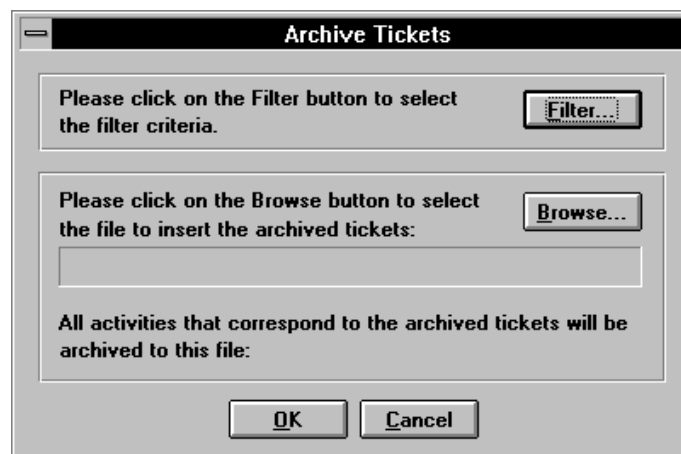 Archive Tickets
Please click on the Filter button to select
the filter criteria.
Filter...
Please click on the Browse button to select
the file to insert the archived tickets:
Browse...
All activities that correspond to the archived tickets will be
archived to this file:
OK
Cancel